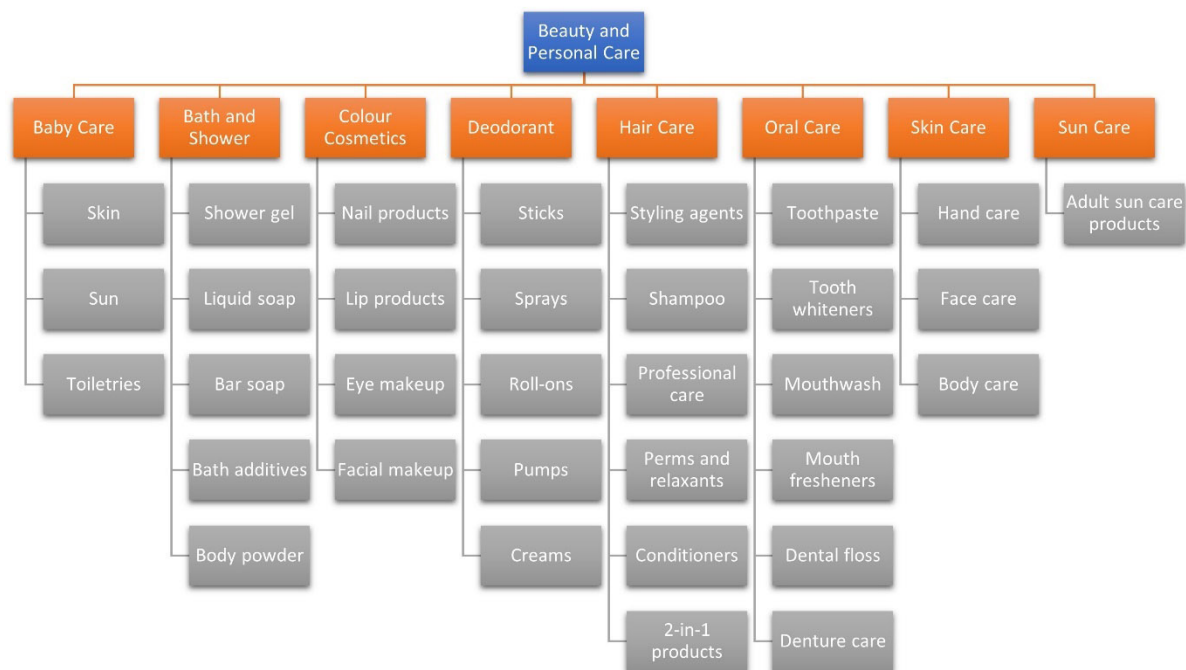 Beauty and
Personal Care
Baby Care
Bath and
Shower
Colour
Cosmetics
Deodorant
Hair Care
Oral Care
Skin Care
Sun Care
Skin
Sun
Toiletries
Shower gel
Liquid soap
Bar soap
Bath additives
Body powder
Nail products
Lip products
Eye makeup
Facial makeup
Sticks
Sprays
Roll-ons
Pumps
Creams
Styling agents
Shampoo
Professional
care
Perms and
relaxants
Conditioners
2-in-1
products
Toothpaste
Tooth
whiteners
Mouthwash
Mouth
fresheners
Dental floss
Denture care
Hand care
Face care
Body care
Adult sun care
products